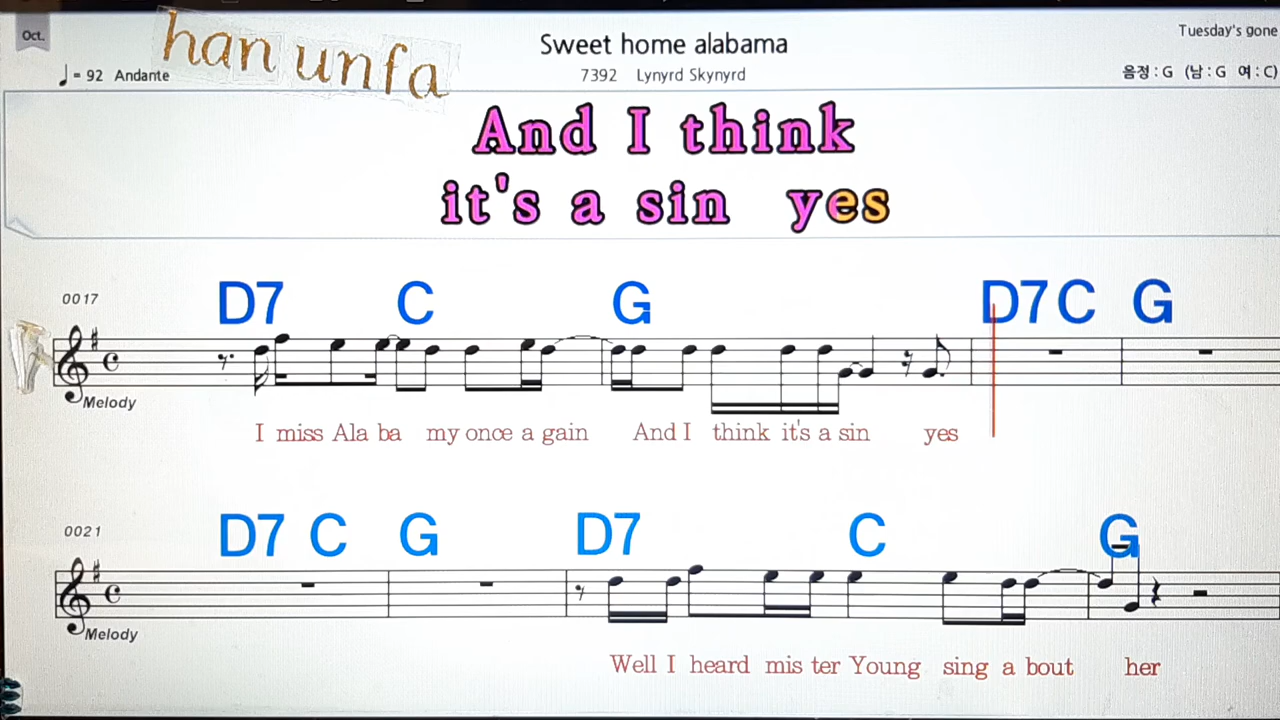 Oct.
han unfa
Sweet home alabama
Tuesday's gone
♩ = 92 Andante
7392 Lynyrd Skynyrd
음정 : G (남 : G 여 : C)
And I think
it's a sin yes
D7 C G D7 C G
0017
Melody
I miss Ala ba my once a gain And I think it's a sin yes
D7 C G D7 C G
0021
Melody
Well I heard mis ter Young sing a bout her